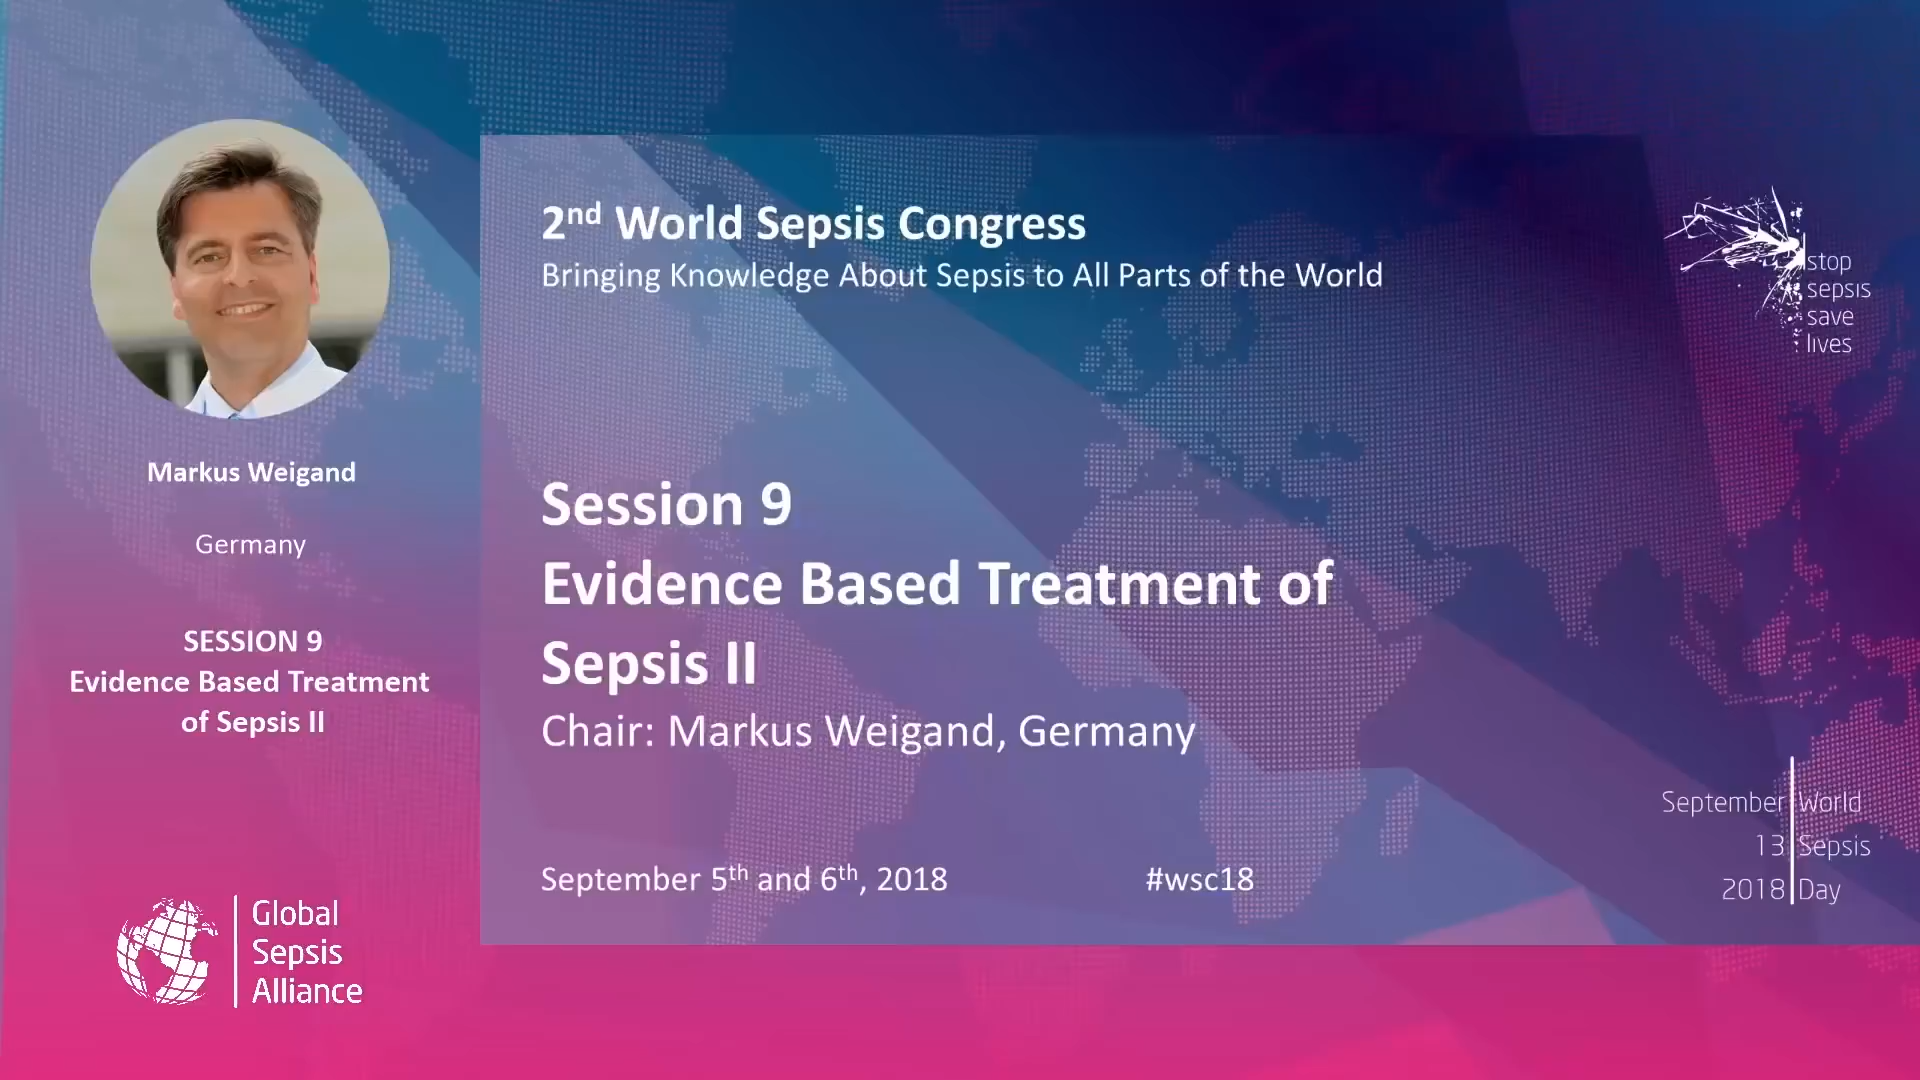 Markus Weigand
Germany
SESSION 9
Evidence Based Treatment
of Sepsis II
Global
Sepsis
Alliance
2nd World Sepsis Congress
Bringing Knowledge About Sepsis to All Parts of the World
Session 9
Evidence Based Treatment of
Sepsis II
Chair: Markus Weigand, Germany
September 5th and 6th, 2018 #wsc18
stop
sepsis
save
lives
September World
13 Sepsis
2018 Day